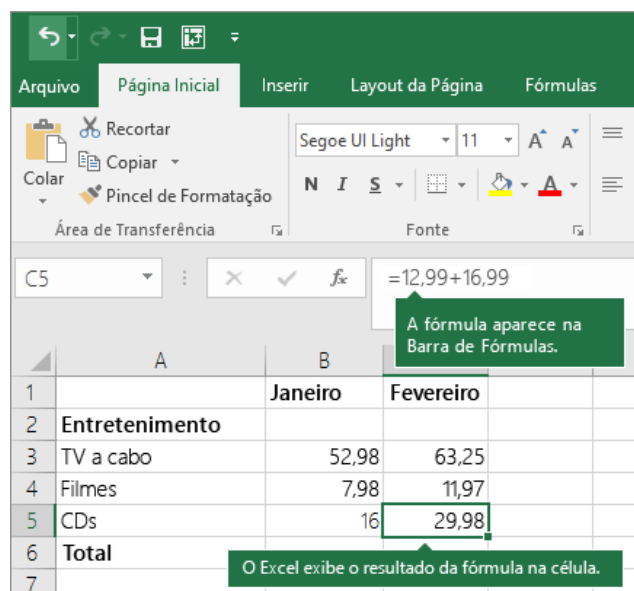 Arquivo Página Inicial Inserir Layout da Página Fórmulas
Colar
Recortar
Copiar
Pincel de Formatação
Área de Transferência
Segoe UI Light 11 A A
N I S A
Fonte
C5 fx =12,99+16,99
A fórmula aparece na
Barra de Fórmulas.
A B
1 Janeiro Fevereiro
2 Entretenimento
3 TV a cabo 52,98 63,25
4 Filmes 7,98 11,97
5 CDs 16 29,98
6 Total
O Excel exibe o resultado da fórmula na célula.
7